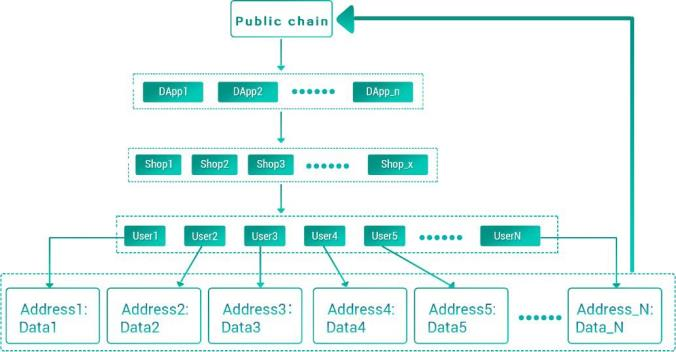 Public chain
DApp1 DApp2 •••••• DApp_n
Shop1 Shop2 Shop3 •••••• Shop_x
User1 User2 User3 User4 User5 •••••• UserN
Address1: Address2: Address3： Address4: Address5: Address_N:
Data1 Data2 Data3 Data4 Data5 •••••• Data_N